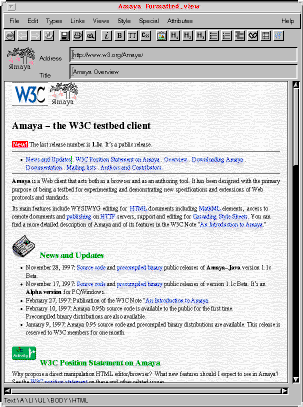 Amaya Formatted_view
File Edit Types Links Views Style Special Attributes Help
Amaya
Address http://www.w3.org/Amaya/
Title Amaya Overview
W3C Amaya
Amaya – the W3C testbed client
New! The last release number is 1.1c. It's a public release.
• News and Updates. W3C Position Statement on Amaya . Overview . Downloading Amaya .
Documentation . Mailing lists . Authors and Contributors.
Amaya is a Web client that acts both as a browser and as an authoring tool. It has been designed with the primary
purpose of being a testbed for experimenting and demonstrating new specifications and extensions of Web
protocols and standards.
Its main features include WYSIWYG editing for HTML documents including MathML elements, access to
remote documents and publishing on HTTP servers, support and editing for Cascading Style Sheets. You can
find a more detailed description of Amaya and of its features in the W3C Note "An Introduction to Amaya".
News and Updates
• November 28, 1997: Source code and precompiled binary public releases of Amaya-Java version 1.1c
Beta.
• November 17, 1997: Source code and precompiled binary public releases of version 1.1c Beta. It's an
Alpha version for PC/Windows.
• February 27, 1997: Publication of the W3C Note "An Introduction to Amaya.
• February 10, 1997: Amaya 0.95b source code is available to the public for the first time.
Precompiled binary distributions are also available.
• January 9, 1997: Amaya 0.95 source code and precompiled binary distributions are available. This release is
reserved to W3C members for one month.
Activity
W3C Position Statement on Amaya
Why propose a direct manipulation HTML editor/browser? What new features should I expect to see in Amaya?
See the W3C position statement on these and other related issues.
Text \ A \ LI \ UL \ BODY \ HTML